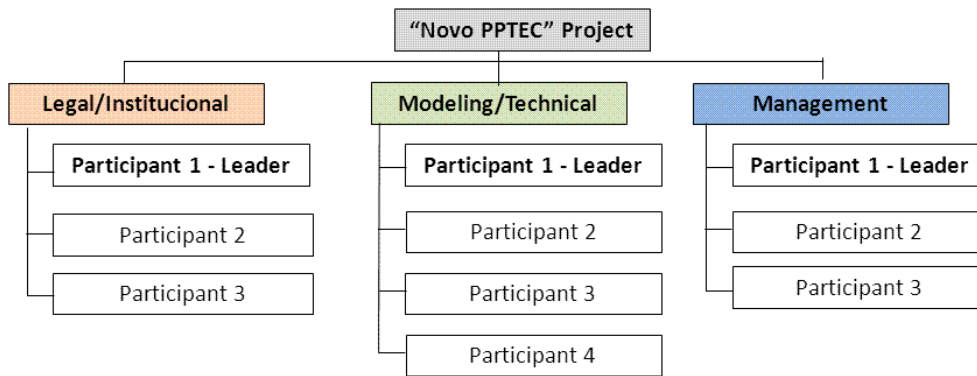 “Novo PPTEC” Project
Legal/Institucional
Modeling/Technical
Management
Participant 1 - Leader
Participant 1 - Leader
Participant 1 - Leader
Participant 2
Participant 2
Participant 2
Participant 3
Participant 3
Participant 3
Participant 4